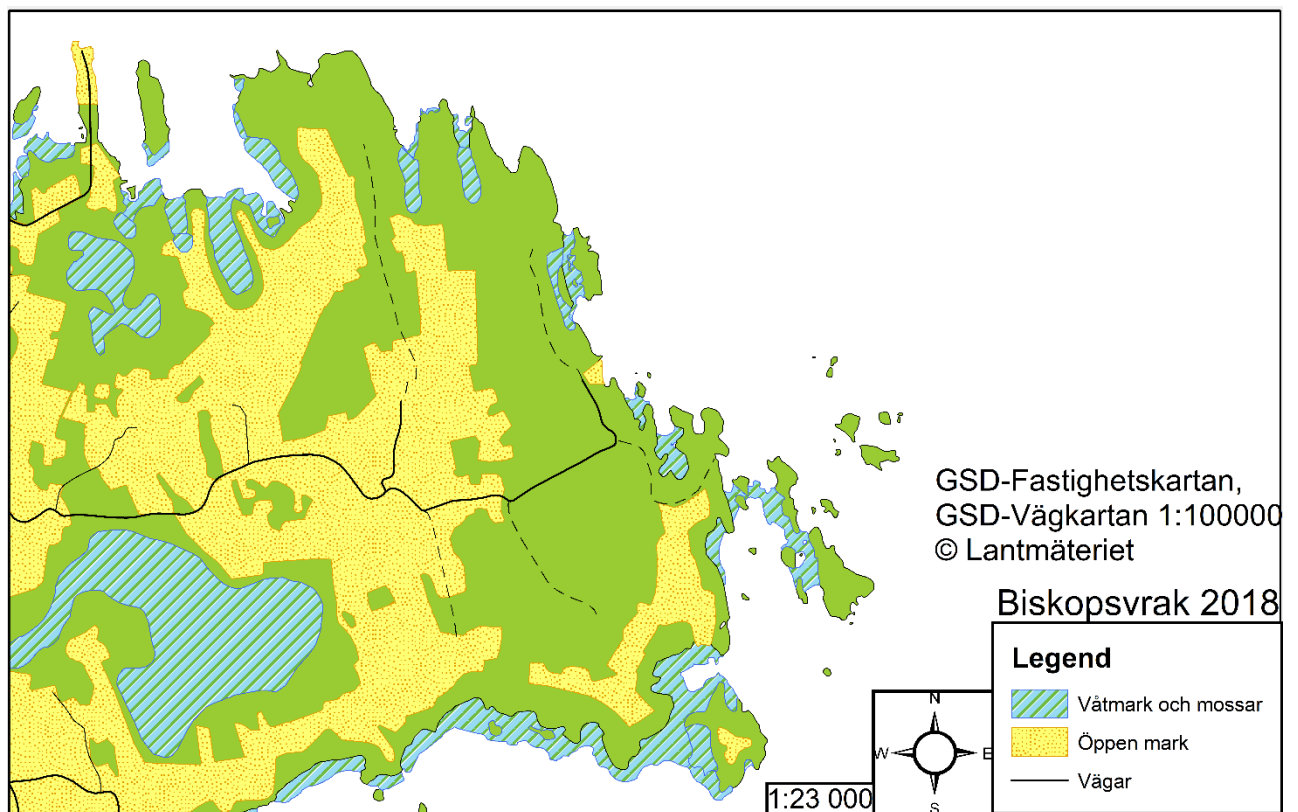 GSD-Fastighetskartan,
GSD-Vägkartan 1:100000
© Lantmäteriet
Biskopsvrak 2018
Legend
Våtmark och mossar
Öppen mark
Vägar
N
W
E
S
1:23 000